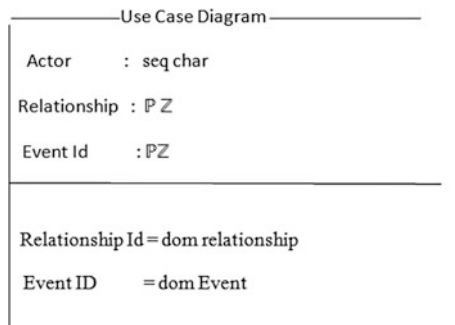 Use Case Diagram
Actor : seq char
Relationship : ℙ ℤ
Event Id : ℙℤ
Relationship Id = dom relationship
Event ID = dom Event